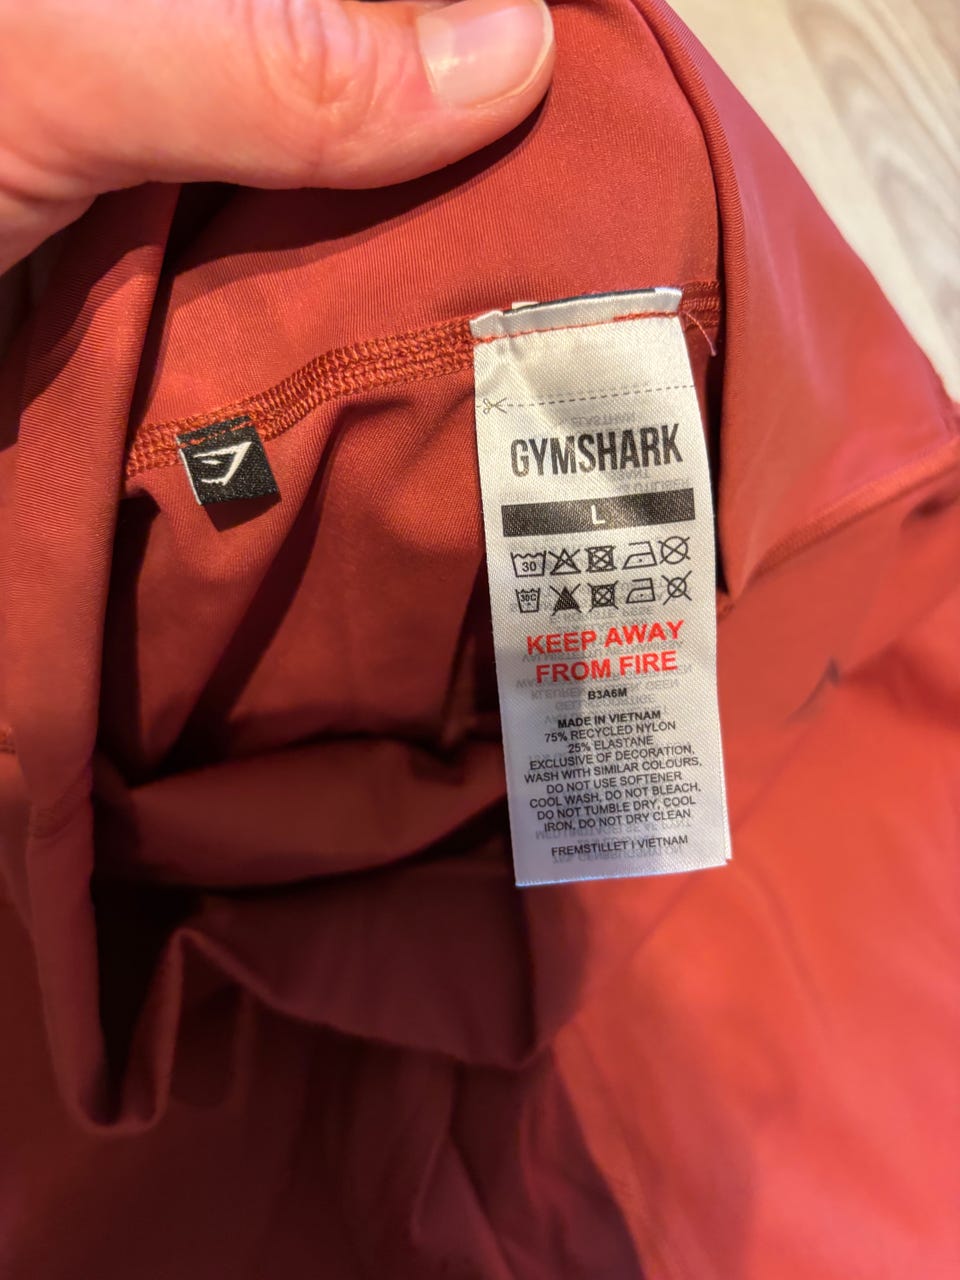 GYMSHARK
L
30
30C
KEEP AWAY
FROM FIRE
B3A6M
MADE IN VIETNAM
75% RECYCLED NYLON
25% ELASTANE
EXCLUSIVE OF DECORATION,
WASH WITH SIMILAR COLOURS,
DO NOT USE SOFTENER
COOL WASH, DO NOT BLEACH,
DO NOT TUMBLE DRY, COOL
IRON, DO NOT DRY CLEAN
FREMSTILLET I VIETNAM